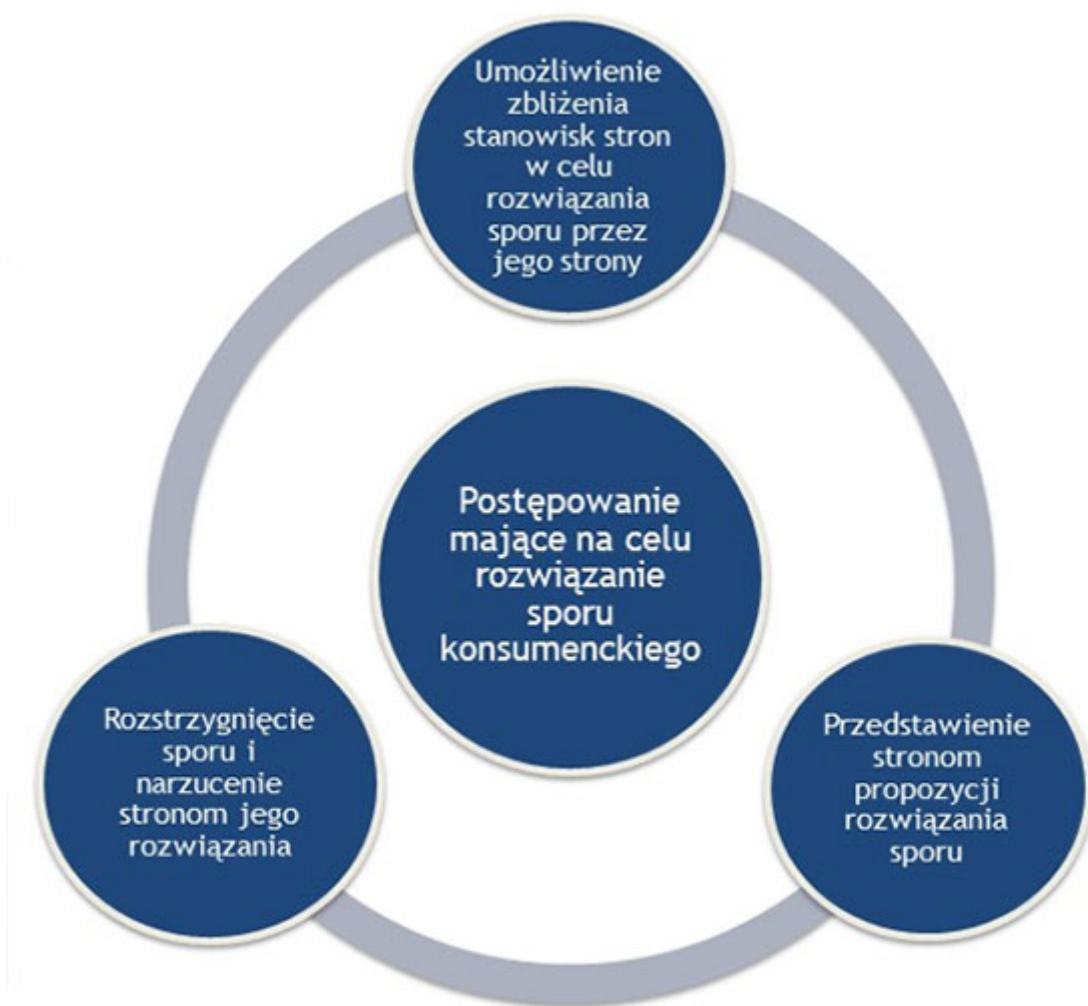 Umożliwienie
zbliżenia
stanowisk stron
w celu
rozwiązania
sporu przez
jego strony
Postępowanie
mające na celu
rozwiązanie
sporu
konsumenckiego
Rozstrzygnięcie
sporu i
narzucenie
stronom jego
rozwiązania
Przedstawienie
stronom
propozycji
rozwiązania
sporu